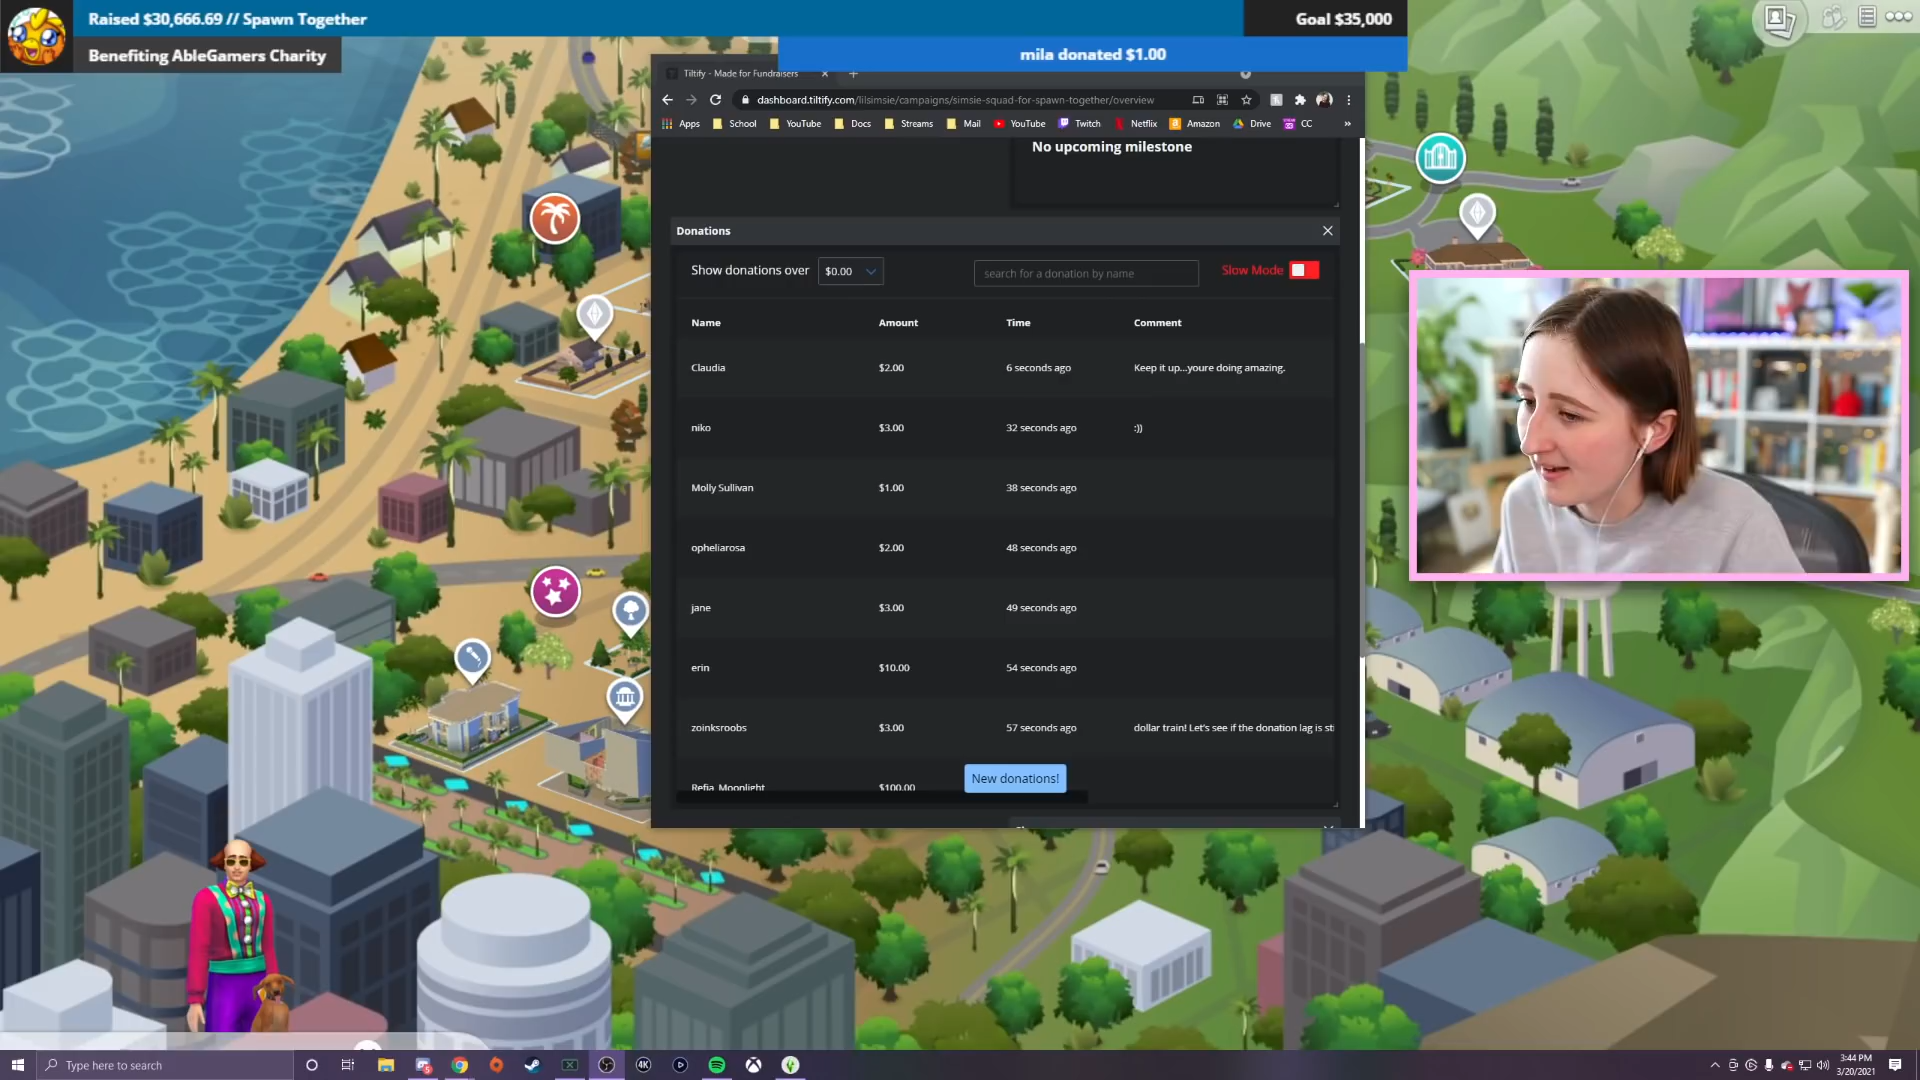 Raised $30,666.69 // Spawn Together
Goal $35,000
Benefiting AbleGamers Charity
mila donated $1.00
Tiltify - Made for Fundraisers
dashboard.tiltify.com/lilsimsie/campaigns/simsie-squad-for-spawn-together/overview
Apps School YouTube Docs Streams Mail YouTube Twitch Netflix Amazon Drive CC »
No upcoming milestone
Donations
Show donations over $0.00 search for a donation by name Slow Mode
Name Amount Time Comment
Claudia $2.00 6 seconds ago Keep it up...youre doing amazing.
niko $3.00 32 seconds ago :))
Molly Sullivan $1.00 38 seconds ago
opheliarosa $2.00 48 seconds ago
jane $3.00 49 seconds ago
erin $10.00 54 seconds ago
zoinksroobs $3.00 57 seconds ago dollar train! Let's see if the donation lag is sti
Refia_Moonlight $100.00
New donations!
Type here to search
3:44 PM
3/20/2021